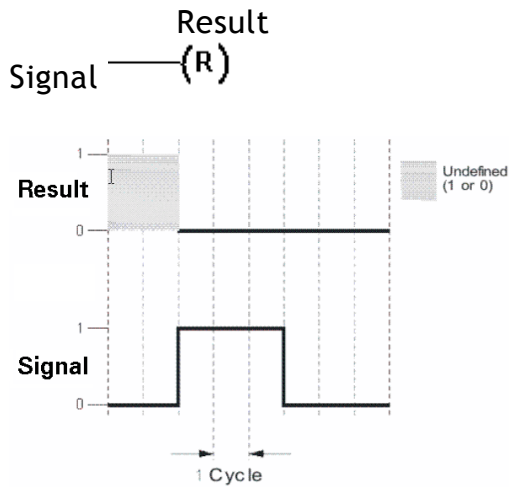 Result
Signal (R)
1
Result
0
Undefined
(1 or 0)
1
Signal
0
1 Cycle